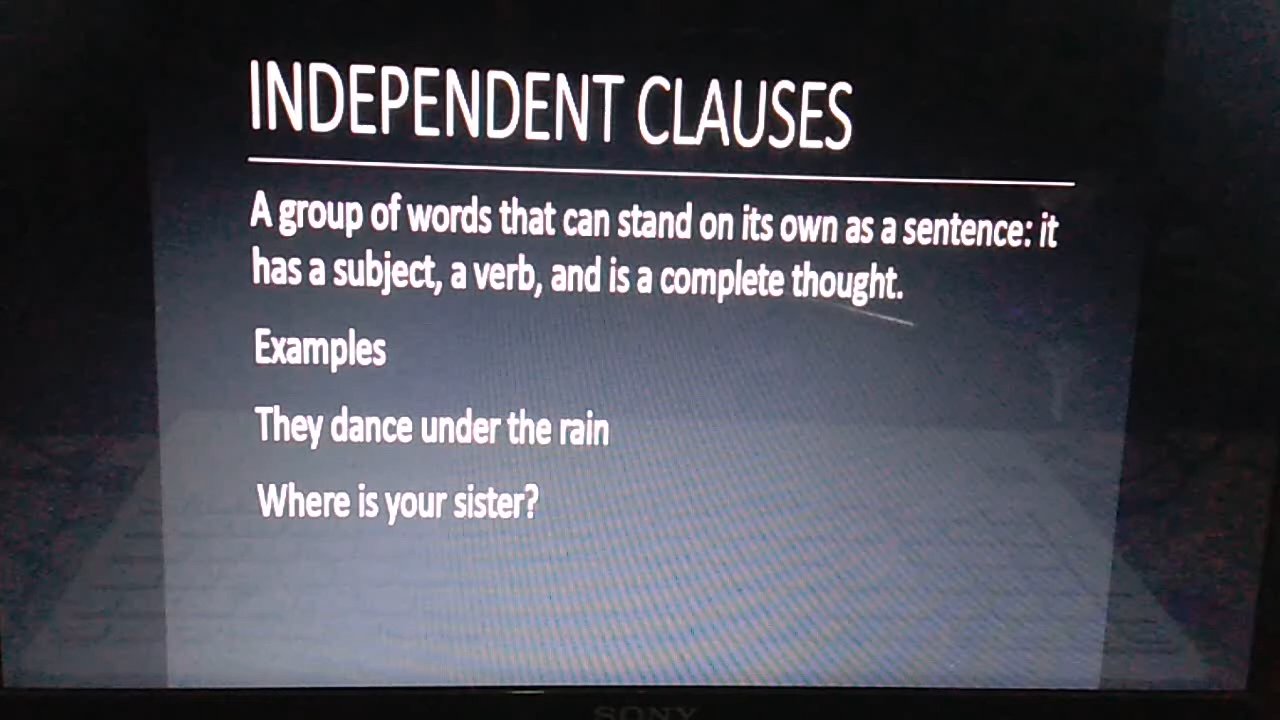 INDEPENDENT CLAUSES
A group of words that can stand on its own as a sentence: it
has a subject, a verb, and is a complete thought.
Examples
They dance under the rain
Where is your sister?
SONY